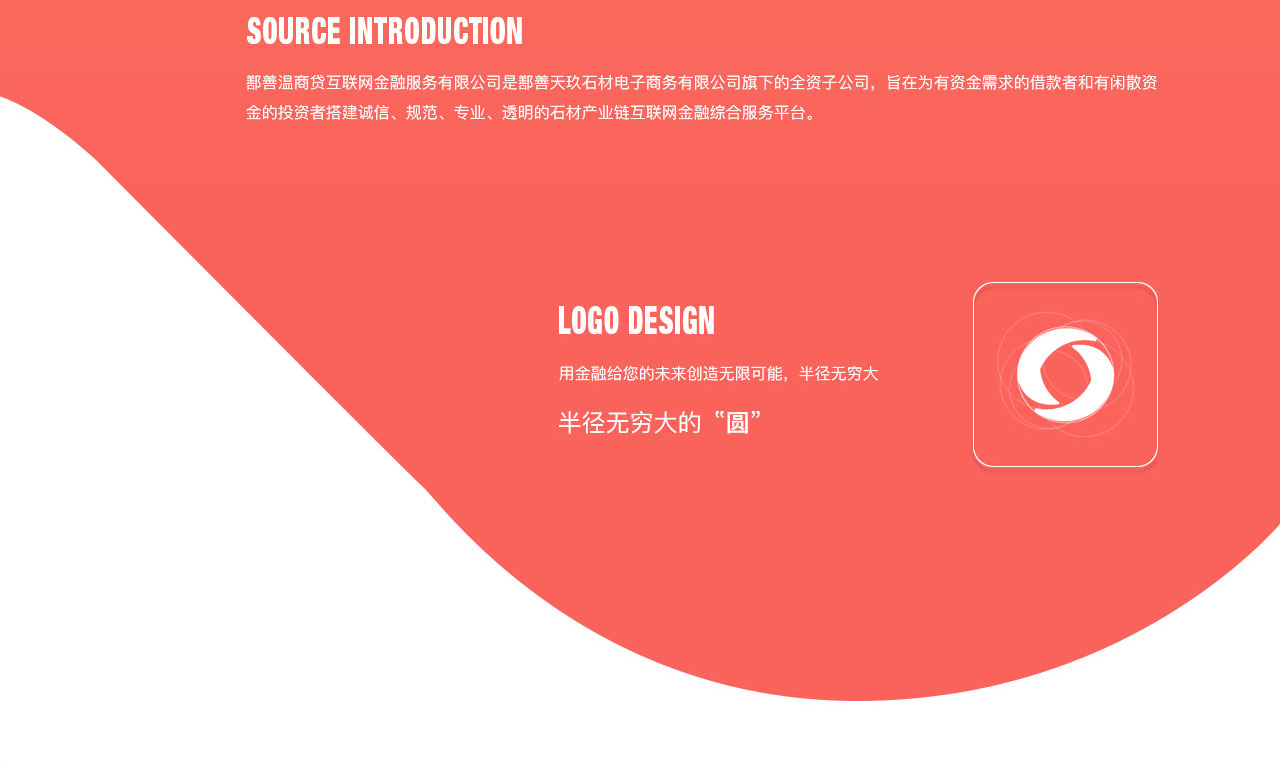 SOURCE INTRODUCTION
鄯善温商贷互联网金融服务有限公司是鄯善天玖石材电子商务有限公司旗下的全资子公司，旨在为有资金需求的借款者和有闲散资
金的投资者搭建诚信、规范、专业、透明的石材产业链互联网金融综合服务平台。
LOGO DESIGN
用金融给您的未来创造无限可能，半径无穷大
半径无穷大的“圆”